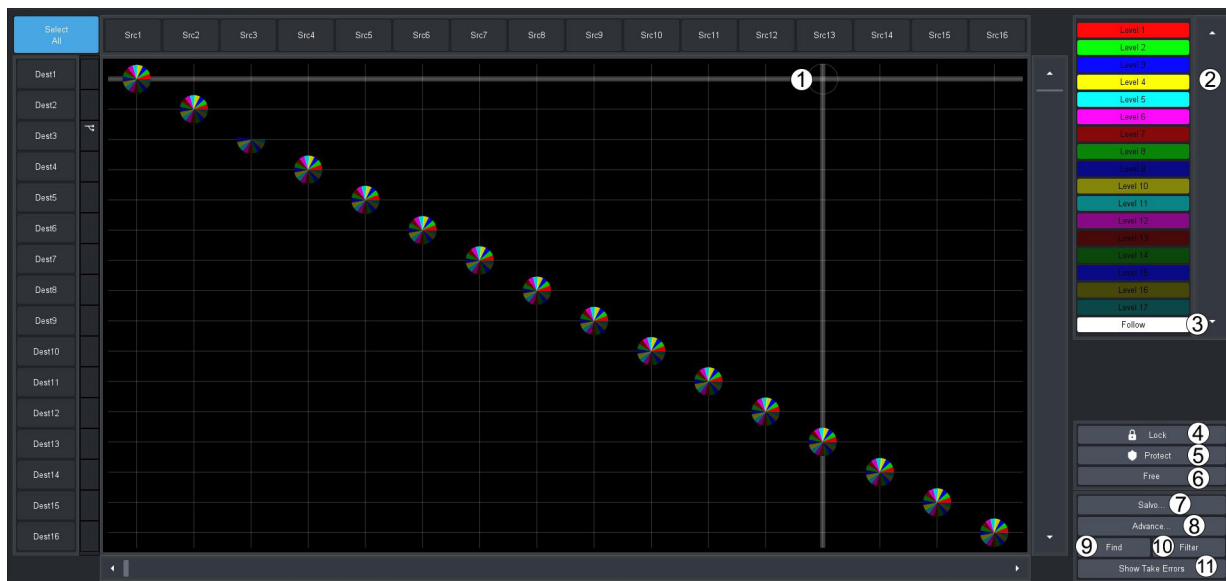 Select
All
Src1 Src2 Src3 Src4 Src5 Src6 Src7 Src8 Src9 Src10 Src11 Src12 Src13 Src14 Src15 Src16
Dest1
Dest2
Dest3
Dest4
Dest5
Dest6
Dest7
Dest8
Dest9
Dest10
Dest11
Dest12
Dest13
Dest14
Dest15
Dest16
1
Level 1
Level 2
2
Level 3
Level 4
Level 5
Level 6
Level 7
Level 8
Level 9
Level 10
Level 11
Level 12
Level 13
Level 14
Level 15
Level 16
Level 17
Follow 3
Lock 4
Protect 5
Free 6
Salvo... 7
Advance... 8
9 Find 10 Filter
Show Take Errors 11